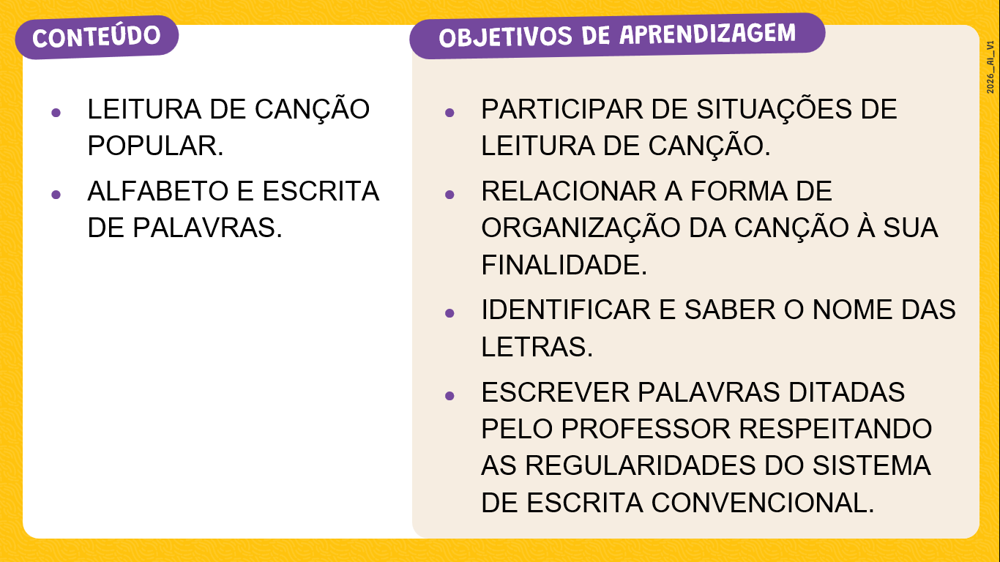 CONTEÚDO
• LEITURA DE CANÇÃO
POPULAR.
• ALFABETO E ESCRITA
DE PALAVRAS.
OBJETIVOS DE APRENDIZAGEM
• PARTICIPAR DE SITUAÇÕES DE
LEITURA DE CANÇÃO.
• RELACIONAR A FORMA DE
ORGANIZAÇÃO DA CANÇÃO À SUA
FINALIDADE.
• IDENTIFICAR E SABER O NOME DAS
LETRAS.
• ESCREVER PALAVRAS DITADAS
PELO PROFESSOR RESPEITANDO
AS REGULARIDADES DO SISTEMA
DE ESCRITA CONVENCIONAL.
2026_AI_V1